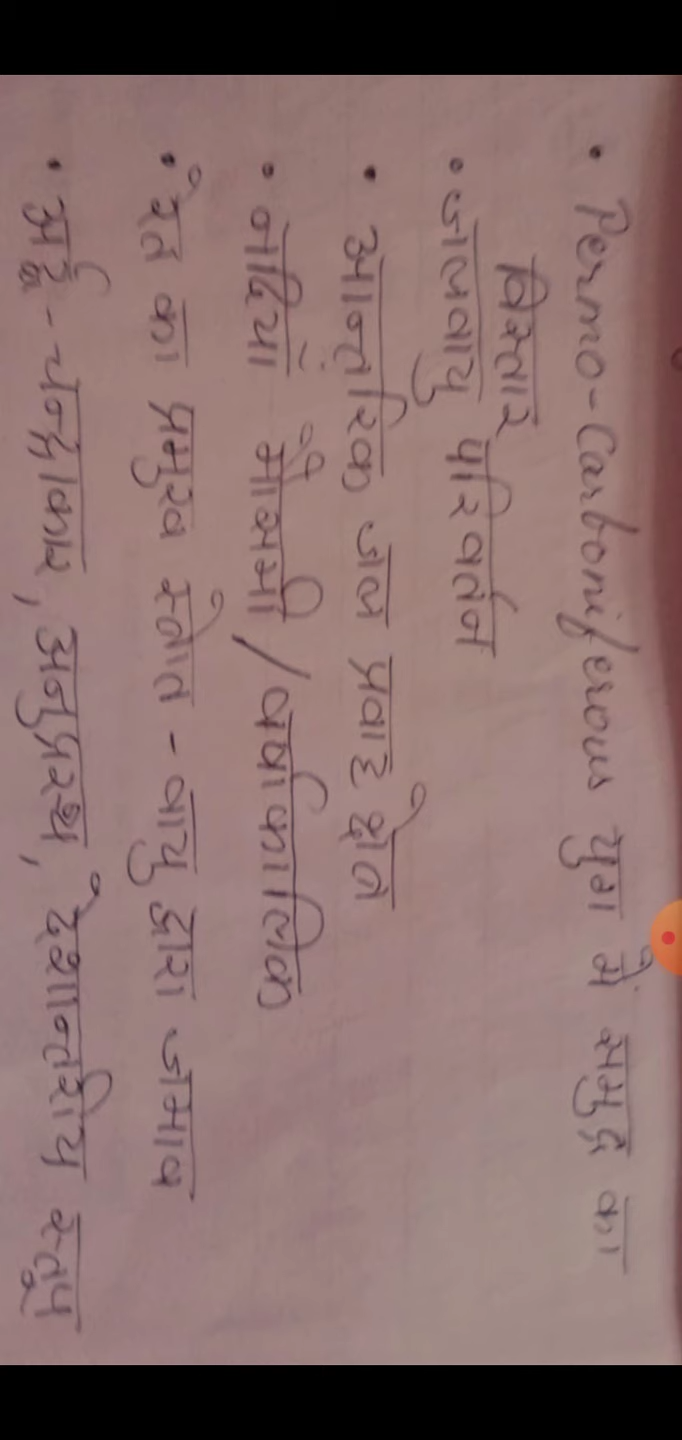 • Permo-Carboniferous युग में समुद्र का
विस्तार
• जलवायु परिवर्तन
• आन्तरिक जल प्रवाह क्षेत्र
• नदियाँ मौसमी / वर्षाकालिक
• रेत का प्रमुख स्त्रोत - वायु द्वारा जमाव
• अर्द्ध-चन्द्राकार, अनुप्रस्थ, देशान्तरीय स्तूप